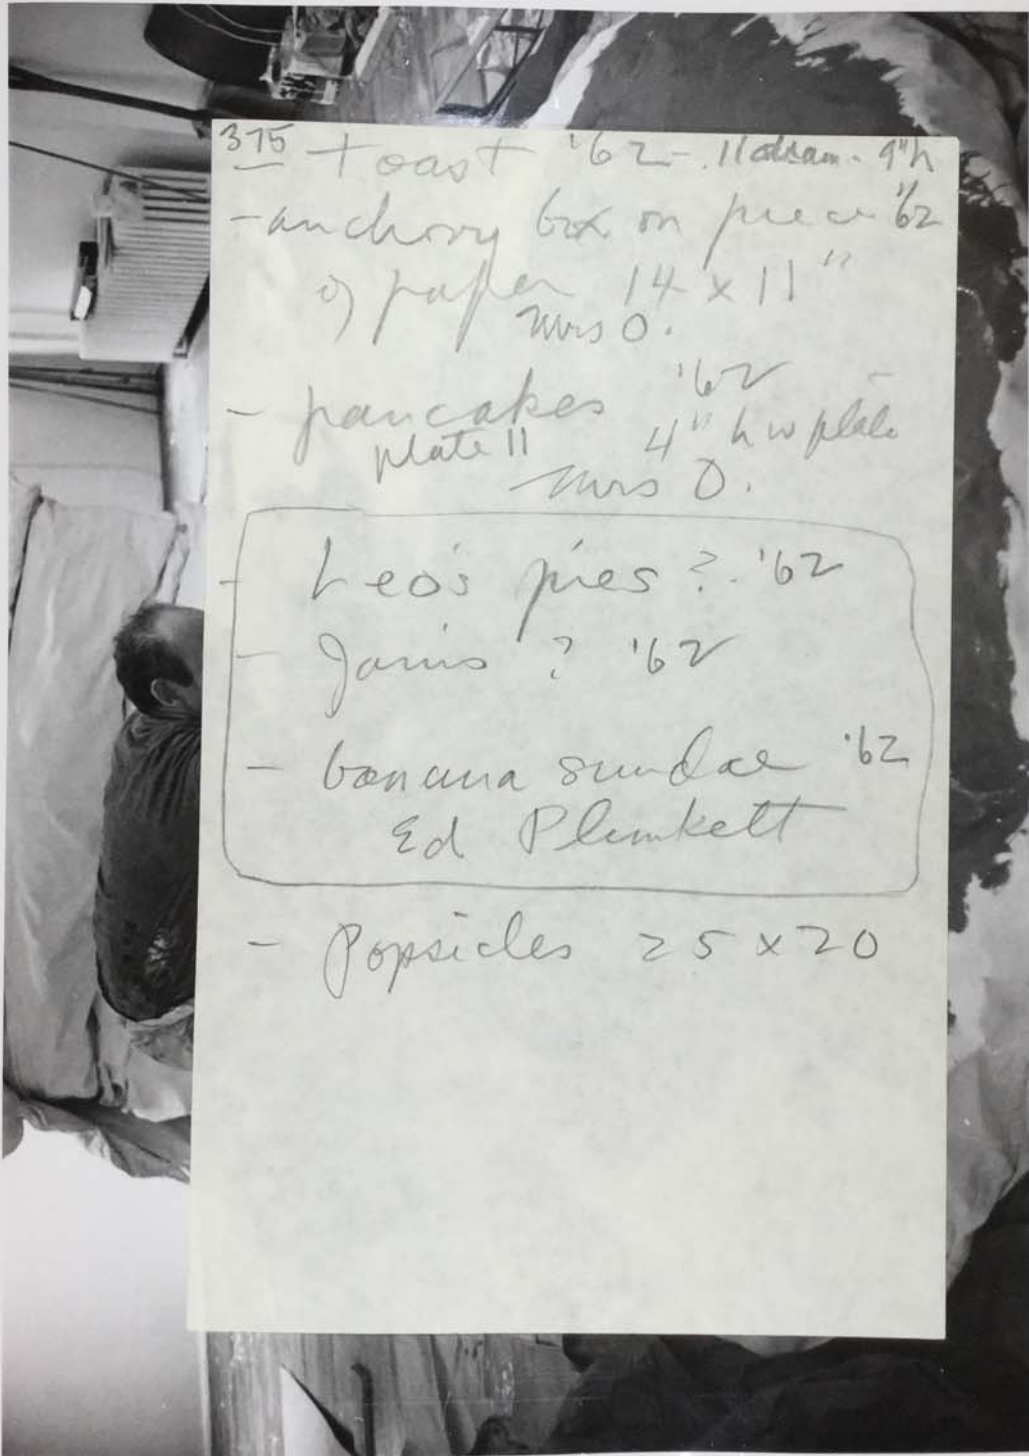 375 toast '62 - 11 diam - 9"h
- anchovy box on piece '62
of paper 14 x 11"
Mrs O.
- pancakes '62 -
plate 11 4" h w plate
Mrs O.
- Leo's pies ? '62
- Janis ? '62
- banana sundae '62
Ed Plunkett
- Popsicles 25 x 20